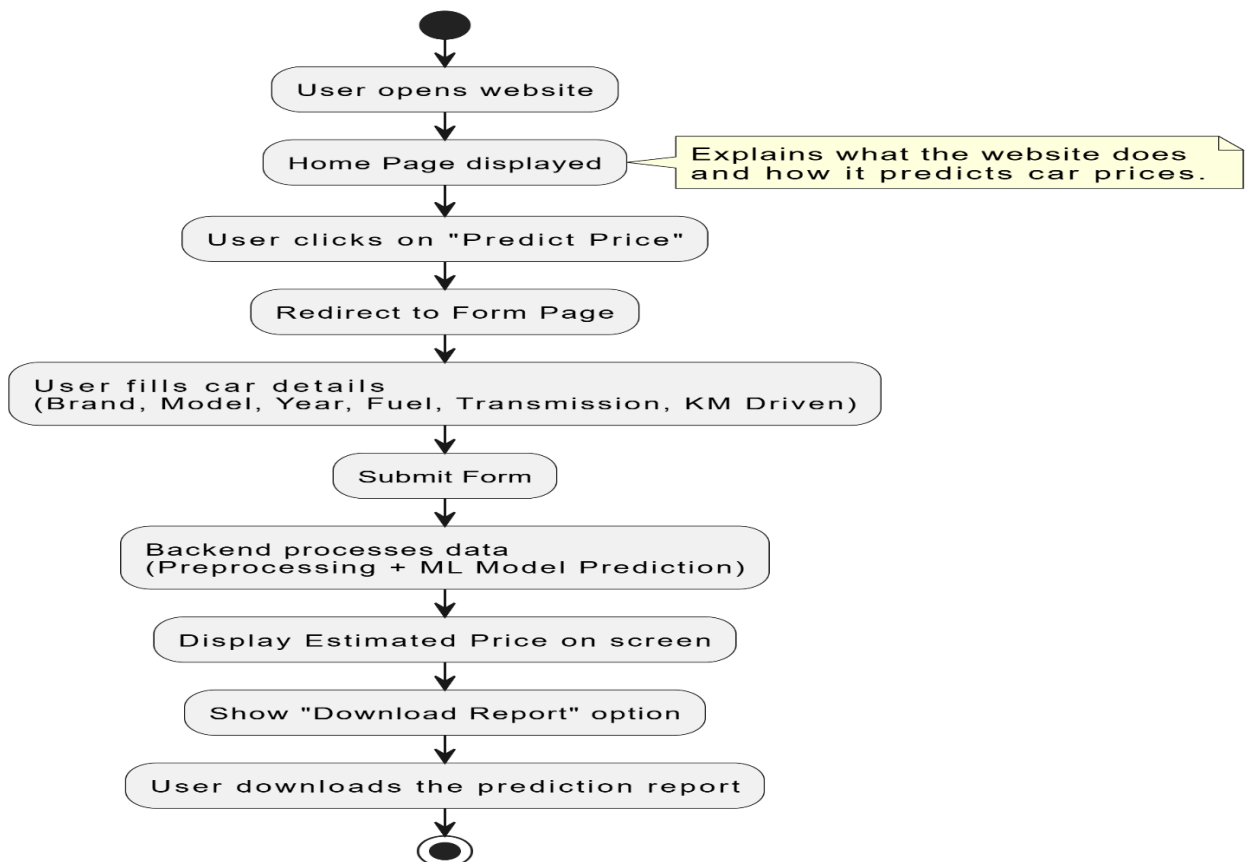 User opens website
Home Page displayed
Explains what the website does
and how it predicts car prices.
User clicks on "Predict Price"
Redirect to Form Page
User fills car details
(Brand, Model, Year, Fuel, Transmission, KM Driven)
Submit Form
Backend processes data
(Preprocessing + ML Model Prediction)
Display Estimated Price on screen
Show "Download Report" option
User downloads the prediction report